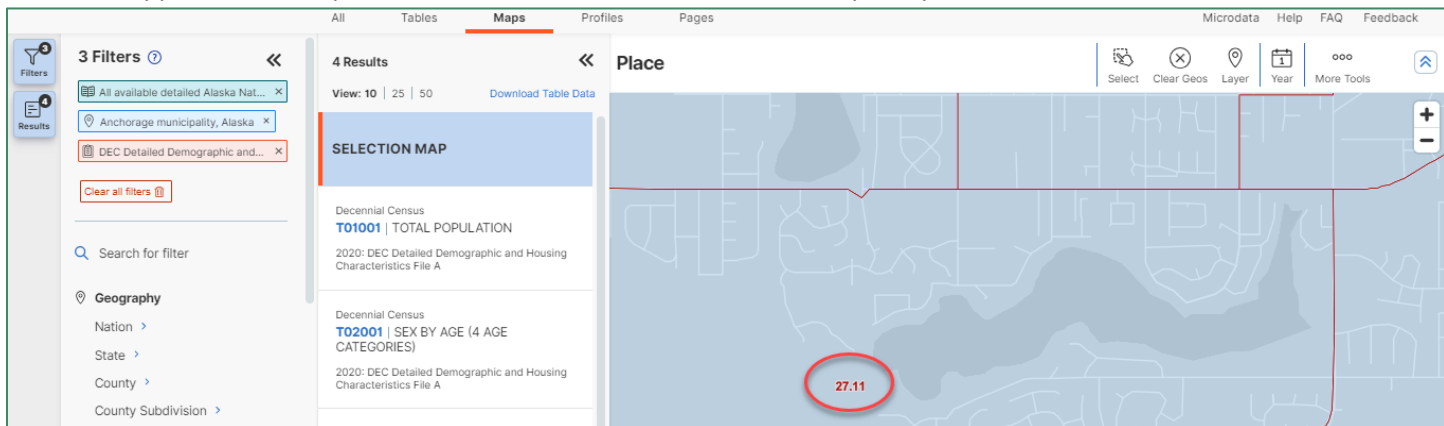 All Tables Maps Profiles Pages Microdata Help FAQ Feedback
3
Filters
4
Results
3 Filters ?
All available detailed Alaska Nat... ×
Anchorage municipality, Alaska ×
DEC Detailed Demographic and... ×
Clear all filters
Search for filter
Geography
Nation >
State >
County >
County Subdivision >
4 Results
View: 10 | 25 | 50 Download Table Data
SELECTION MAP
Decennial Census
T01001 | TOTAL POPULATION
2020: DEC Detailed Demographic and Housing
Characteristics File A
Decennial Census
T02001 | SEX BY AGE (4 AGE
CATEGORIES)
2020: DEC Detailed Demographic and Housing
Characteristics File A
Place
Select Clear Geos Layer 1 Year More Tools
+
−
27.11